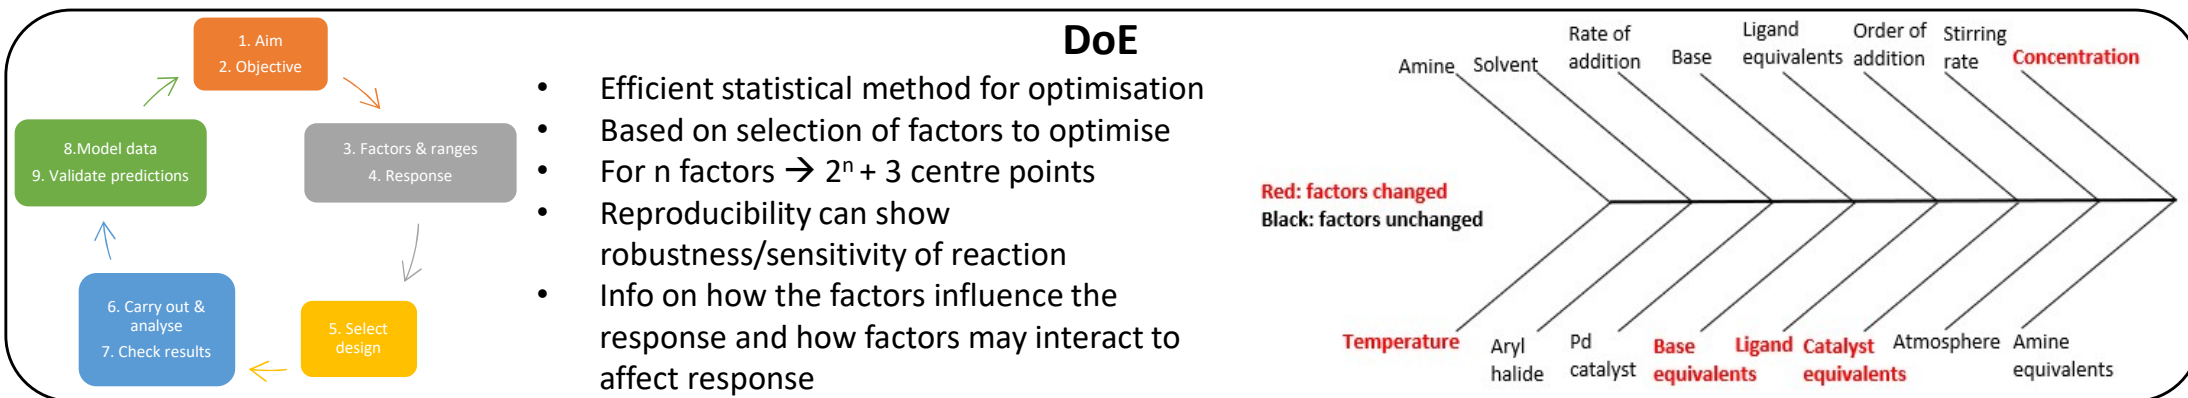 1. Aim
2. Objective
3. Factors & ranges
4. Response
5. Select
design
6. Carry out &
analyse
7. Check results
8.Model data
9. Validate predictions
DoE
• Efficient statistical method for optimisation
• Based on selection of factors to optimise
• For n factors → 2ⁿ + 3 centre points
• Reproducibility can show
robustness/sensitivity of reaction
• Info on how the factors influence the
response and how factors may interact to
affect response
Amine
Solvent
Rate of
addition
Base
Ligand
equivalents
Order of
addition
Stirring
rate
Concentration
Red: factors changed
Black: factors unchanged
Temperature
Aryl
halide
Pd
catalyst
Base
equivalents
Ligand
Catalyst
equivalents
Atmosphere
Amine
equivalents